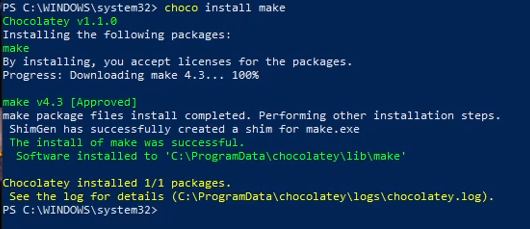 PS C:\WINDOWS\system32> choco install make
Chocolatey v1.1.0
Installing the following packages:
make
By installing, you accept licenses for the packages.
Progress: Downloading make 4.3... 100%
make v4.3 [Approved]
make package files install completed. Performing other installation steps.
ShimGen has successfully created a shim for make.exe
The install of make was successful.
Software installed to 'C:\ProgramData\chocolatey\lib\make'
Chocolatey installed 1/1 packages.
See the log for details (C:\ProgramData\chocolatey\logs\chocolatey.log).
PS C:\WINDOWS\system32>